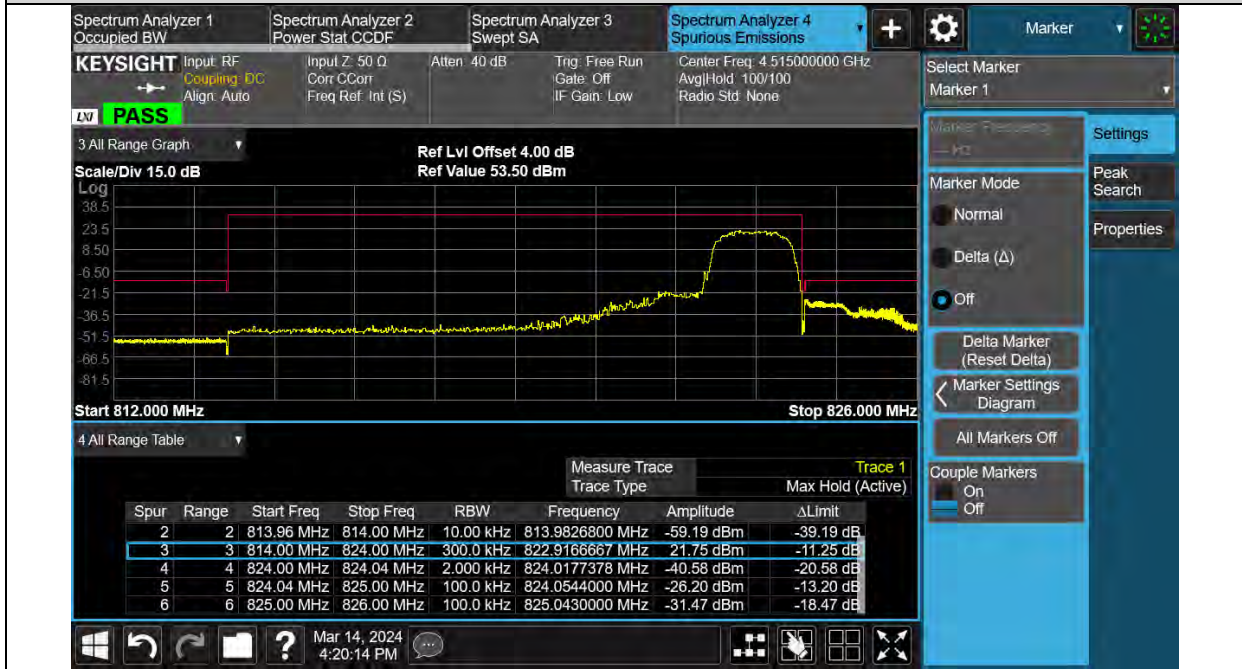 Spectrum Analyzer 1
Occupied BW
Spectrum Analyzer 2
Power Stat CCDF
Spectrum Analyzer 3
Swept SA
Spectrum Analyzer 4
Spurious Emissions
+
Marker
KEYSIGHT
Input: RF
Coupling: DC
Align: Auto
Input Z: 50 Ω
Corr CCorr
Freq Ref: Int (S)
Atten: 40 dB
Trig: Free Run
Gate: Off
IF Gain: Low
Center Freq: 4.515000000 GHz
Avg|Hold: 100/100
Radio Std: None
LXI PASS
Select Marker
Marker 1
3 All Range Graph
Ref Lvl Offset 4.00 dB
Scale/Div 15.0 dB
Ref Value 53.50 dBm
Log
38.5
23.5
8.50
-6.50
-21.5
-36.5
-51.5
-66.5
-81.5
Start 812.000 MHz
Stop 826.000 MHz
4 All Range Table
Measure Trace Trace 1
Trace Type Max Hold (Active)
Spur Range Start Freq Stop Freq RBW Frequency Amplitude ΔLimit
2 2 813.96 MHz 814.00 MHz 10.00 kHz 813.9826800 MHz -59.19 dBm -39.19 dB
3 3 814.00 MHz 824.00 MHz 300.0 kHz 822.9166667 MHz 21.75 dBm -11.25 dB
4 4 824.00 MHz 824.04 MHz 2.000 kHz 824.0177378 MHz -40.58 dBm -20.58 dB
5 5 824.04 MHz 825.00 MHz 100.0 kHz 824.0544000 MHz -26.20 dBm -13.20 dB
6 6 825.00 MHz 826.00 MHz 100.0 kHz 825.0430000 MHz -31.47 dBm -18.47 dB
Marker Frequency
--- Hz
Marker Mode
Normal
Delta (Δ)
Off
Delta Marker
(Reset Delta)
Marker Settings
Diagram
All Markers Off
Couple Markers
On
Off
Settings
Peak
Search
Properties
?
Mar 14, 2024
4:20:14 PM